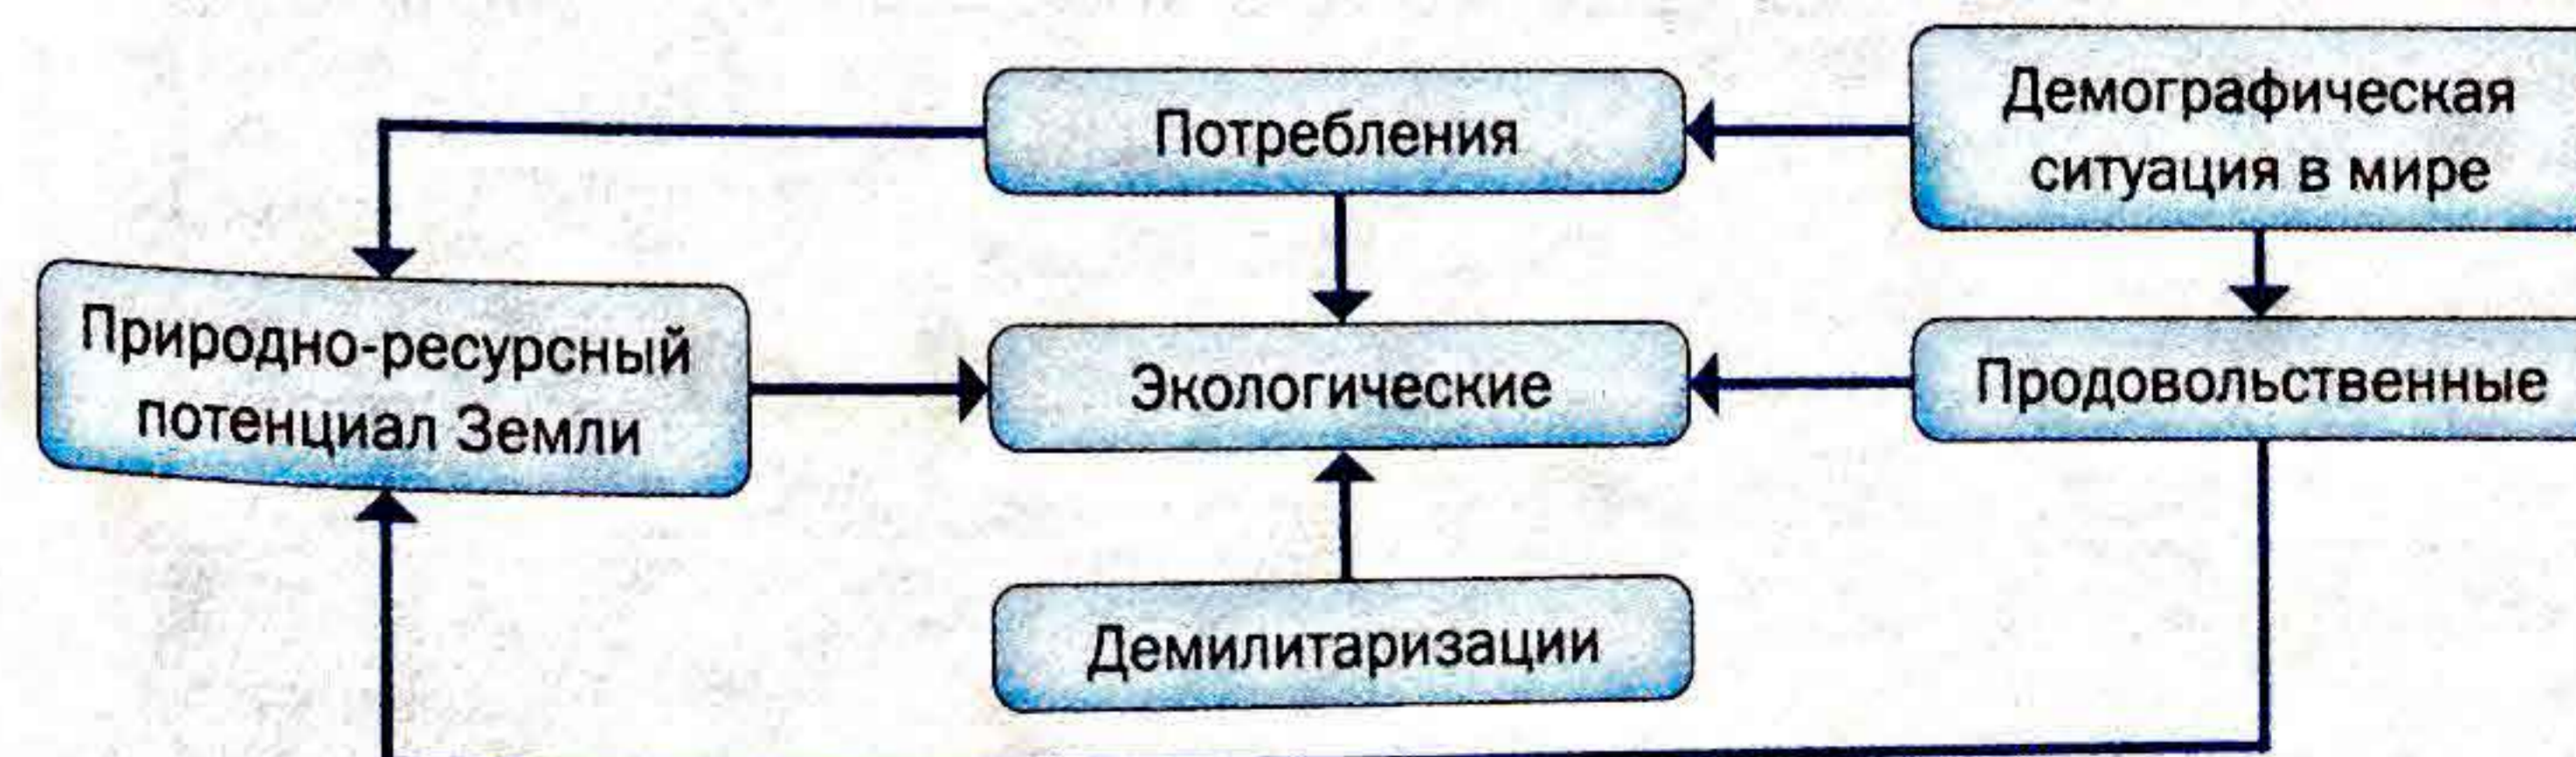 Потребления
Демографическая
ситуация в мире
Природно-ресурсный
потенциал Земли
Экологические
Продовольственные
Демилитаризации